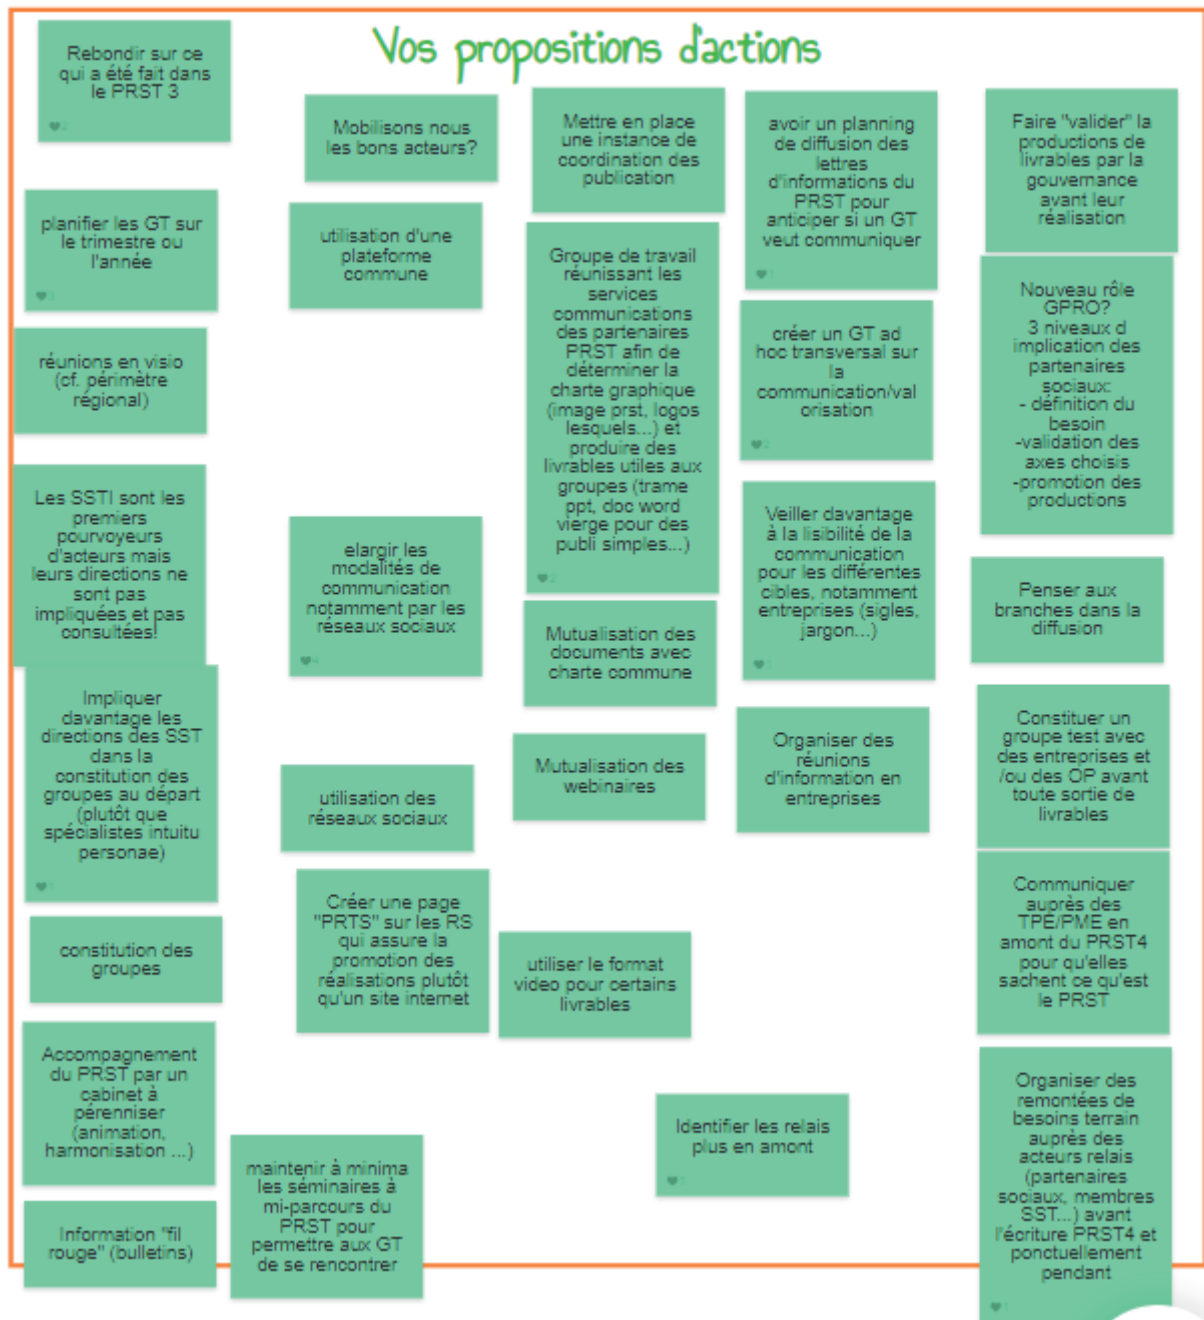 Vos propositions d'actions
Rebondir sur ce
qui a été fait dans
le PRST 3
2
planifier les GT sur
le trimestre ou
l'année
réunions en visio
(cf. périmètre
régional)
Les SSTI sont les
premiers
pourvoyeurs
d'acteurs mais
leurs directions ne
sont pas
impliquées et pas
consultées!
Impliquer
davantage les
directions des SST
dans la
constitution des
groupes au départ
(plutôt que
spécialistes intuitu
personae)
constitution des
groupes
Accompagnement
du PRST par un
cabinet à
pérenniser
(animation,
harmonisation ...)
Information "fil
rouge" (bulletins)
Mobilisons nous
les bons acteurs?
utilisation d'une
plateforme
commune
elargir les
modalités de
communication
notamment par les
réseaux sociaux
4
utilisation des
réseaux sociaux
Créer une page
"PRTS" sur les RS
qui assure la
promotion des
réalisations plutôt
qu'un site internet
maintenir à minima
les séminaires à
mi-parcours du
PRST pour
permettre aux GT
de se rencontrer
Mettre en place
une instance de
coordination des
publication
Groupe de travail
réunissant les
services
communications
des partenaires
PRST afin de
déterminer la
charte graphique
(image prst, logos
lesquels...) et
produire des
livrables utiles aux
groupes (trame
ppt, doc word
vierge pour des
publi simples...)
2
Mutualisation des
documents avec
charte commune
Mutualisation des
webinaires
utiliser le format
video pour certains
livrables
avoir un planning
de diffusion des
lettres
d'informations du
PRST pour
anticiper si un GT
veut communiquer
1
créer un GT ad
hoc transversal sur
la
communication/val
orisation
2
Veiller davantage
à la lisibilité de la
communication
pour les différentes
cibles, notamment
entreprises (sigles,
jargon...)
1
Organiser des
réunions
d'information en
entreprises
Identifier les relais
plus en amont
Faire "valider" la
productions de
livrables par la
gouvernance
avant leur
réalisation
Nouveau rôle
GPRO?
3 niveaux d
implication des
partenaires
sociaux:
- définition du
besoin
-validation des
axes choisis
-promotion des
productions
Penser aux
branches dans la
diffusion
Constituer un
groupe test avec
des entreprises et
/ou des OP avant
toute sortie de
livrables
Communiquer
auprès des
TPE/PME en
amont du PRST4
pour qu'elles
sachent ce qu'est
le PRST
Organiser des
remontées de
besoins terrain
auprès des
acteurs relais
(partenaires
sociaux, membres
SST...) avant
l'écriture PRST4 et
ponctuellement
pendant